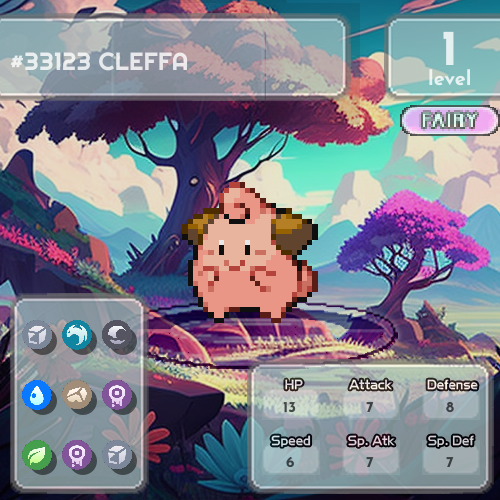 #33123 CLEFFA
1
level
FAIRY
HP Attack Defense
13 7 8
Speed Sp. Atk Sp. Def
6 7 7